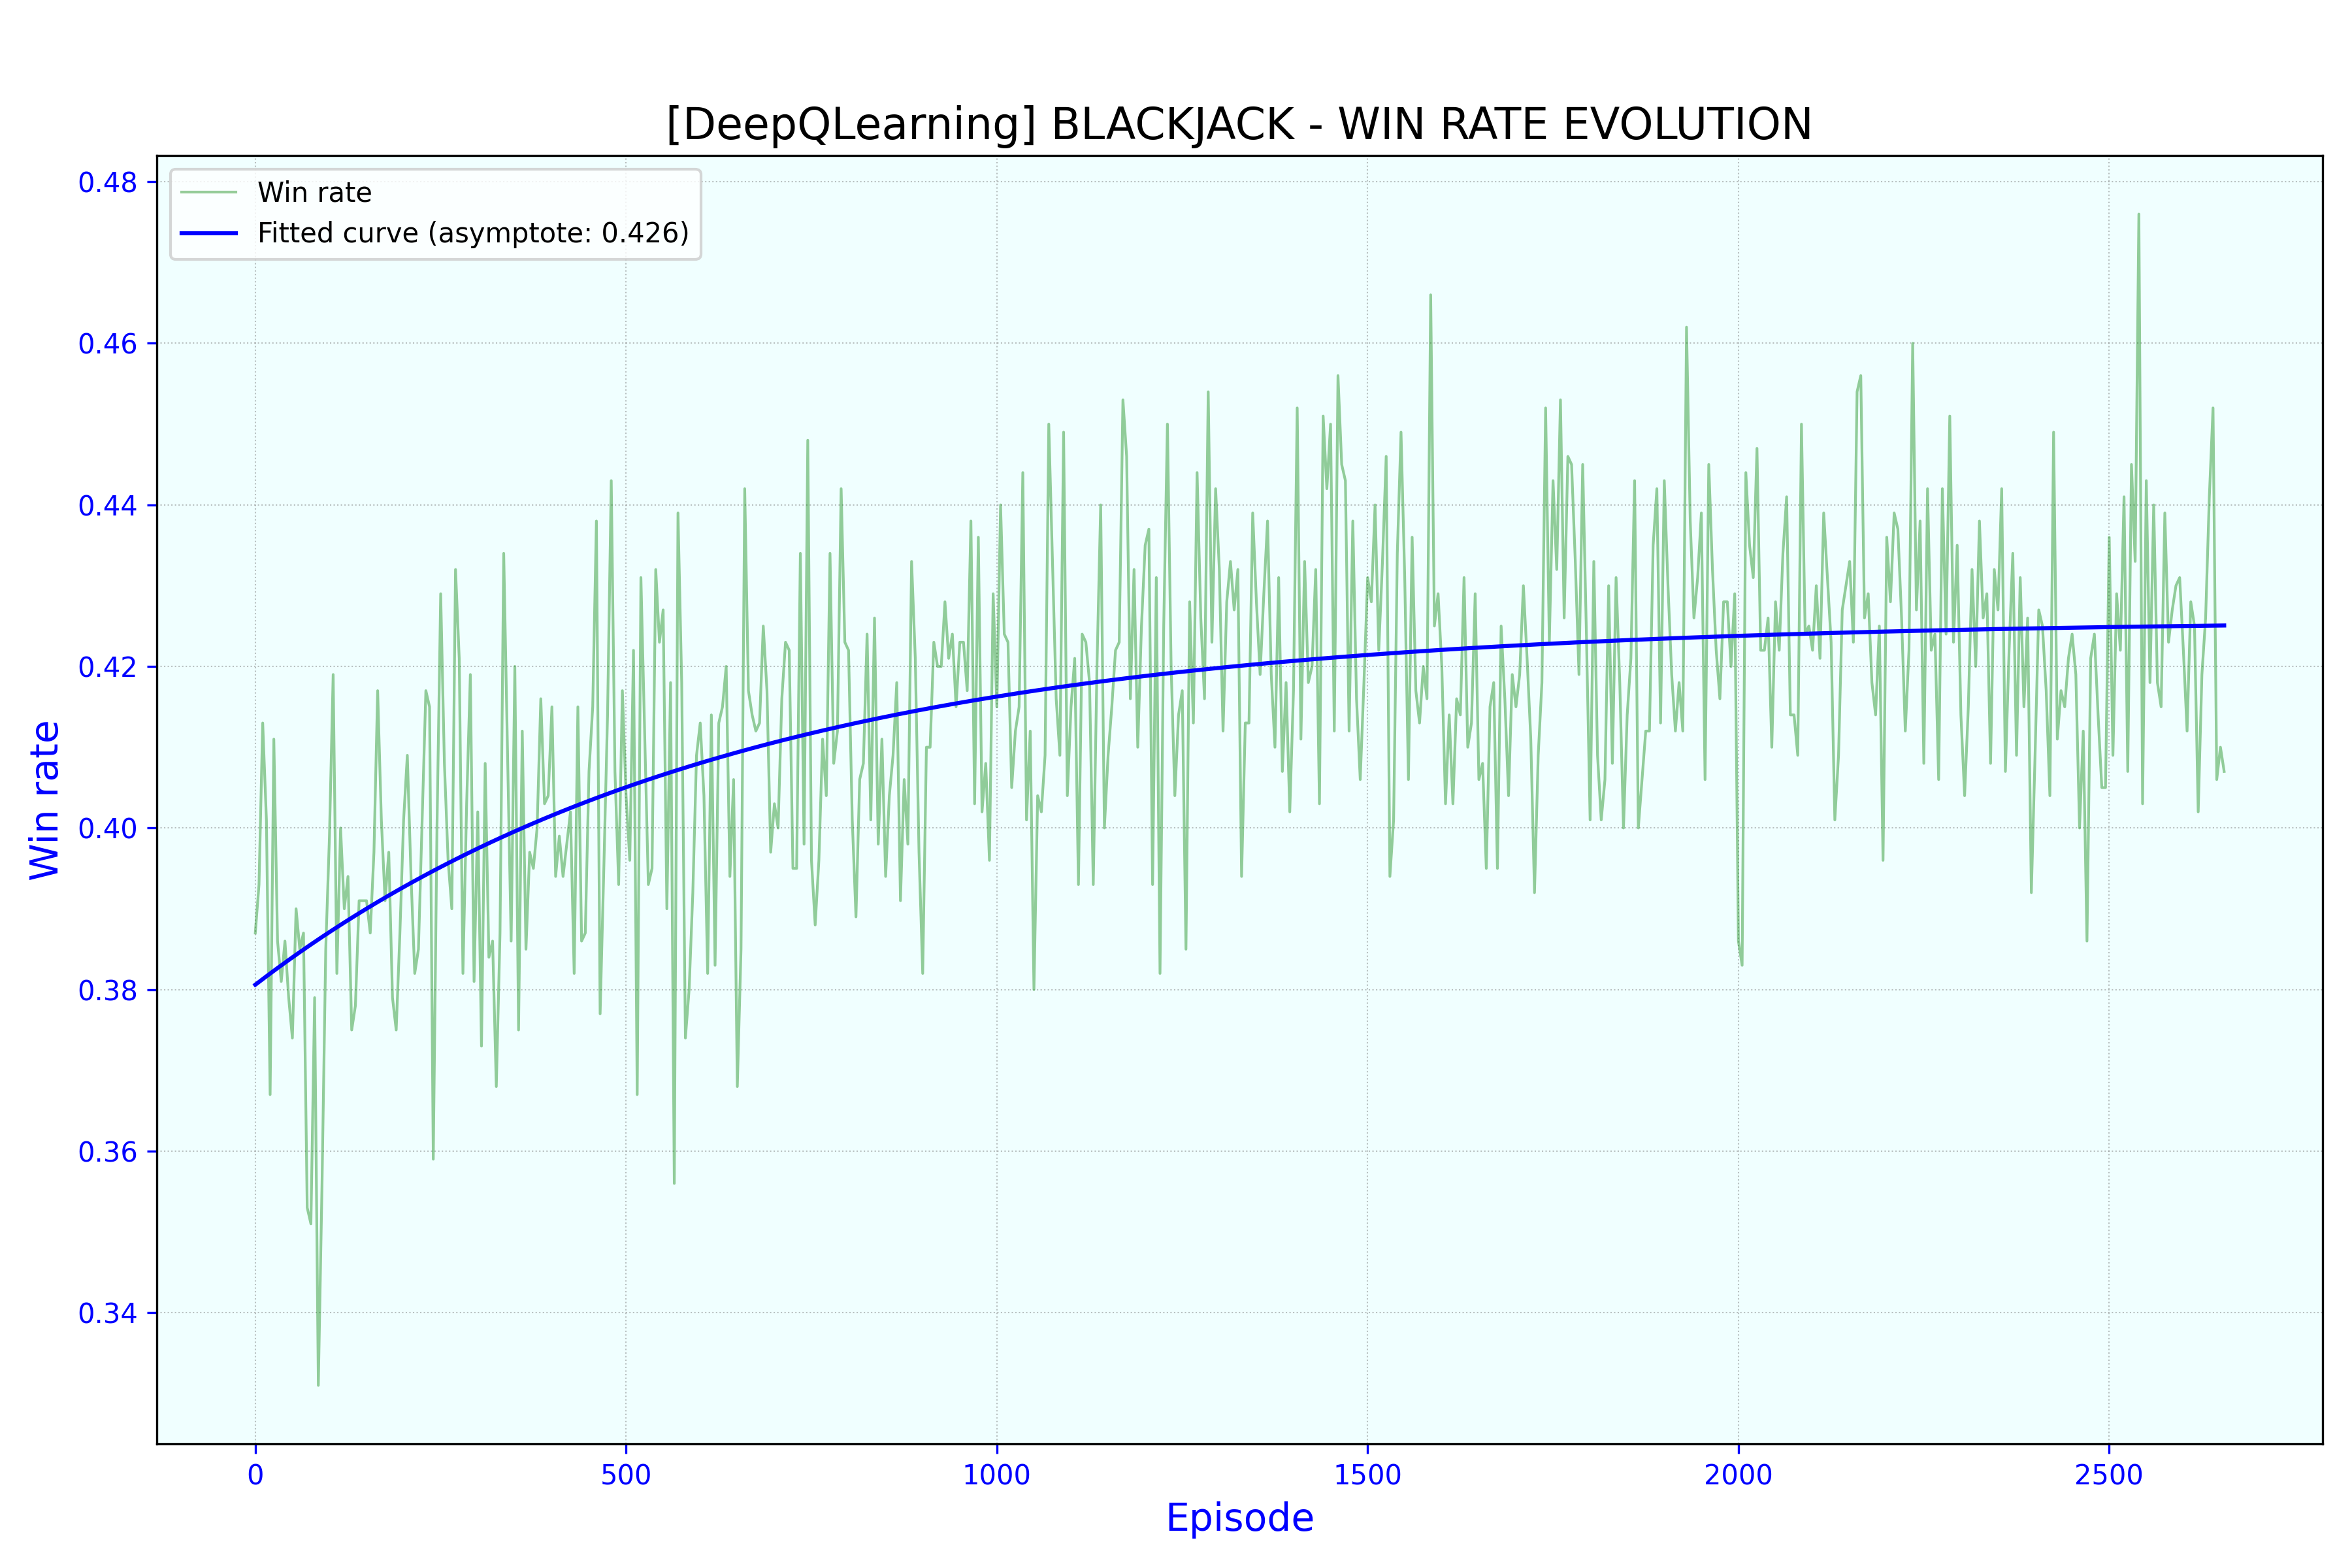 [DeepQLearning] BLACKJACK - WIN RATE EVOLUTION
Win rate
Fitted curve (asymptote: 0.426)
0.48
0.46
0.44
0.42
0.40
0.38
0.36
0.34
Win rate
0 500 1000 1500 2000 2500
Episode